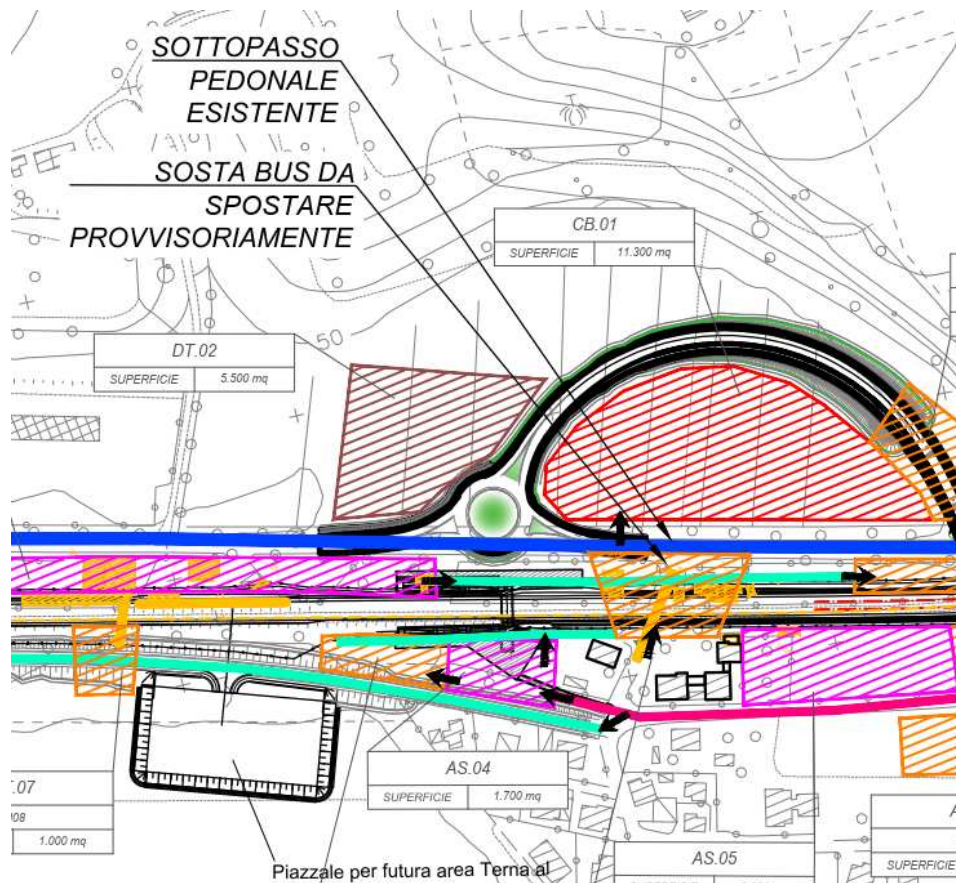 SOTTOPASSO
PEDONALE
ESISTENTE
SOSTA BUS DA
SPOSTARE
PROVVISORIAMENTE
CB.01
SUPERFICIE 11.300 mq
50
DT.02
SUPERFICIE 5.500 mq
.07
1.000 mq
AS.04
SUPERFICIE 1.700 mq
Piazzale per futura area Terna al
AS.05
SUPERFICIE